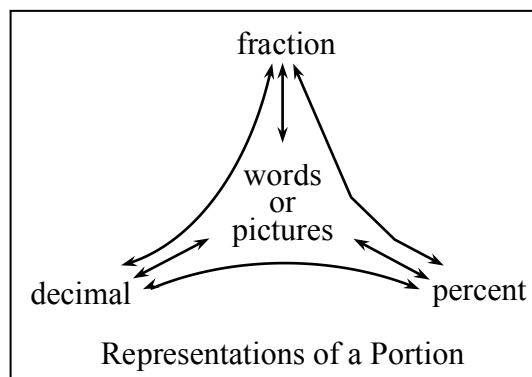 fraction
words
or
pictures
decimal
percent
Representations of a Portion